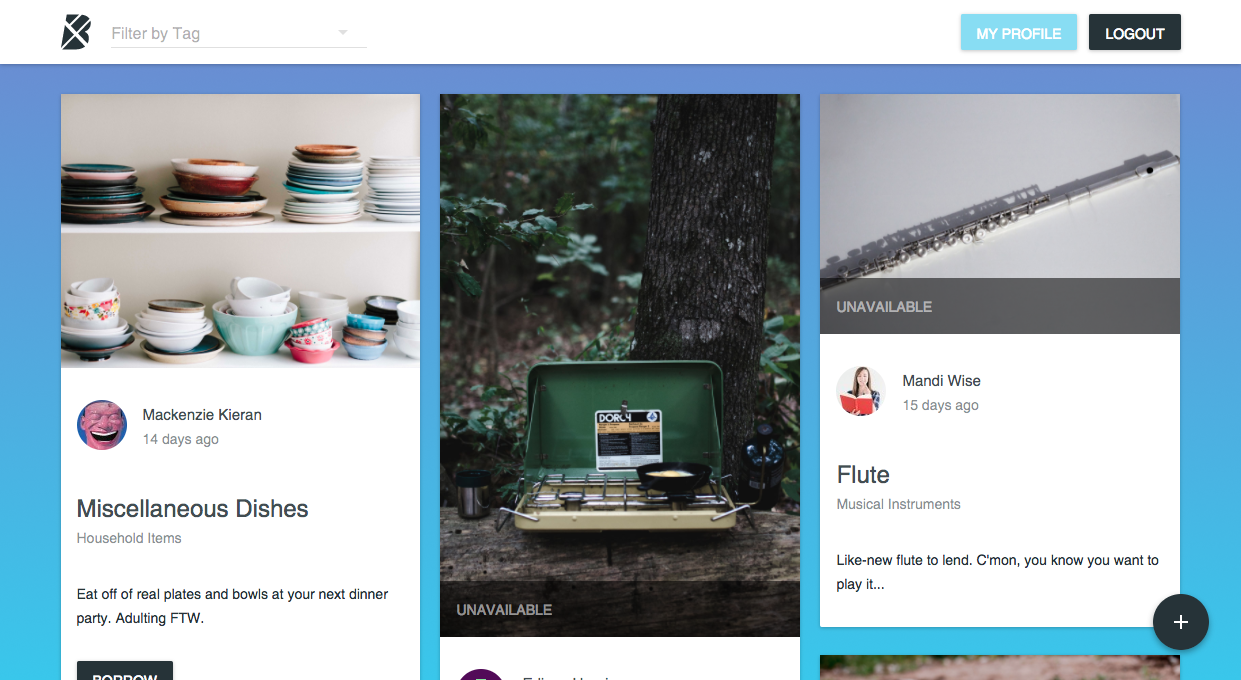 Filter by Tag
MY PROFILE
LOGOUT
Mackenzie Kieran
14 days ago
Miscellaneous Dishes
Household Items
Eat off of real plates and bowls at your next dinner
party. Adulting FTW.
BORROW
DORCY
UNAVAILABLE
UNAVAILABLE
Mandi Wise
15 days ago
Flute
Musical Instruments
Like-new flute to lend. C'mon, you know you want to
play it...
+